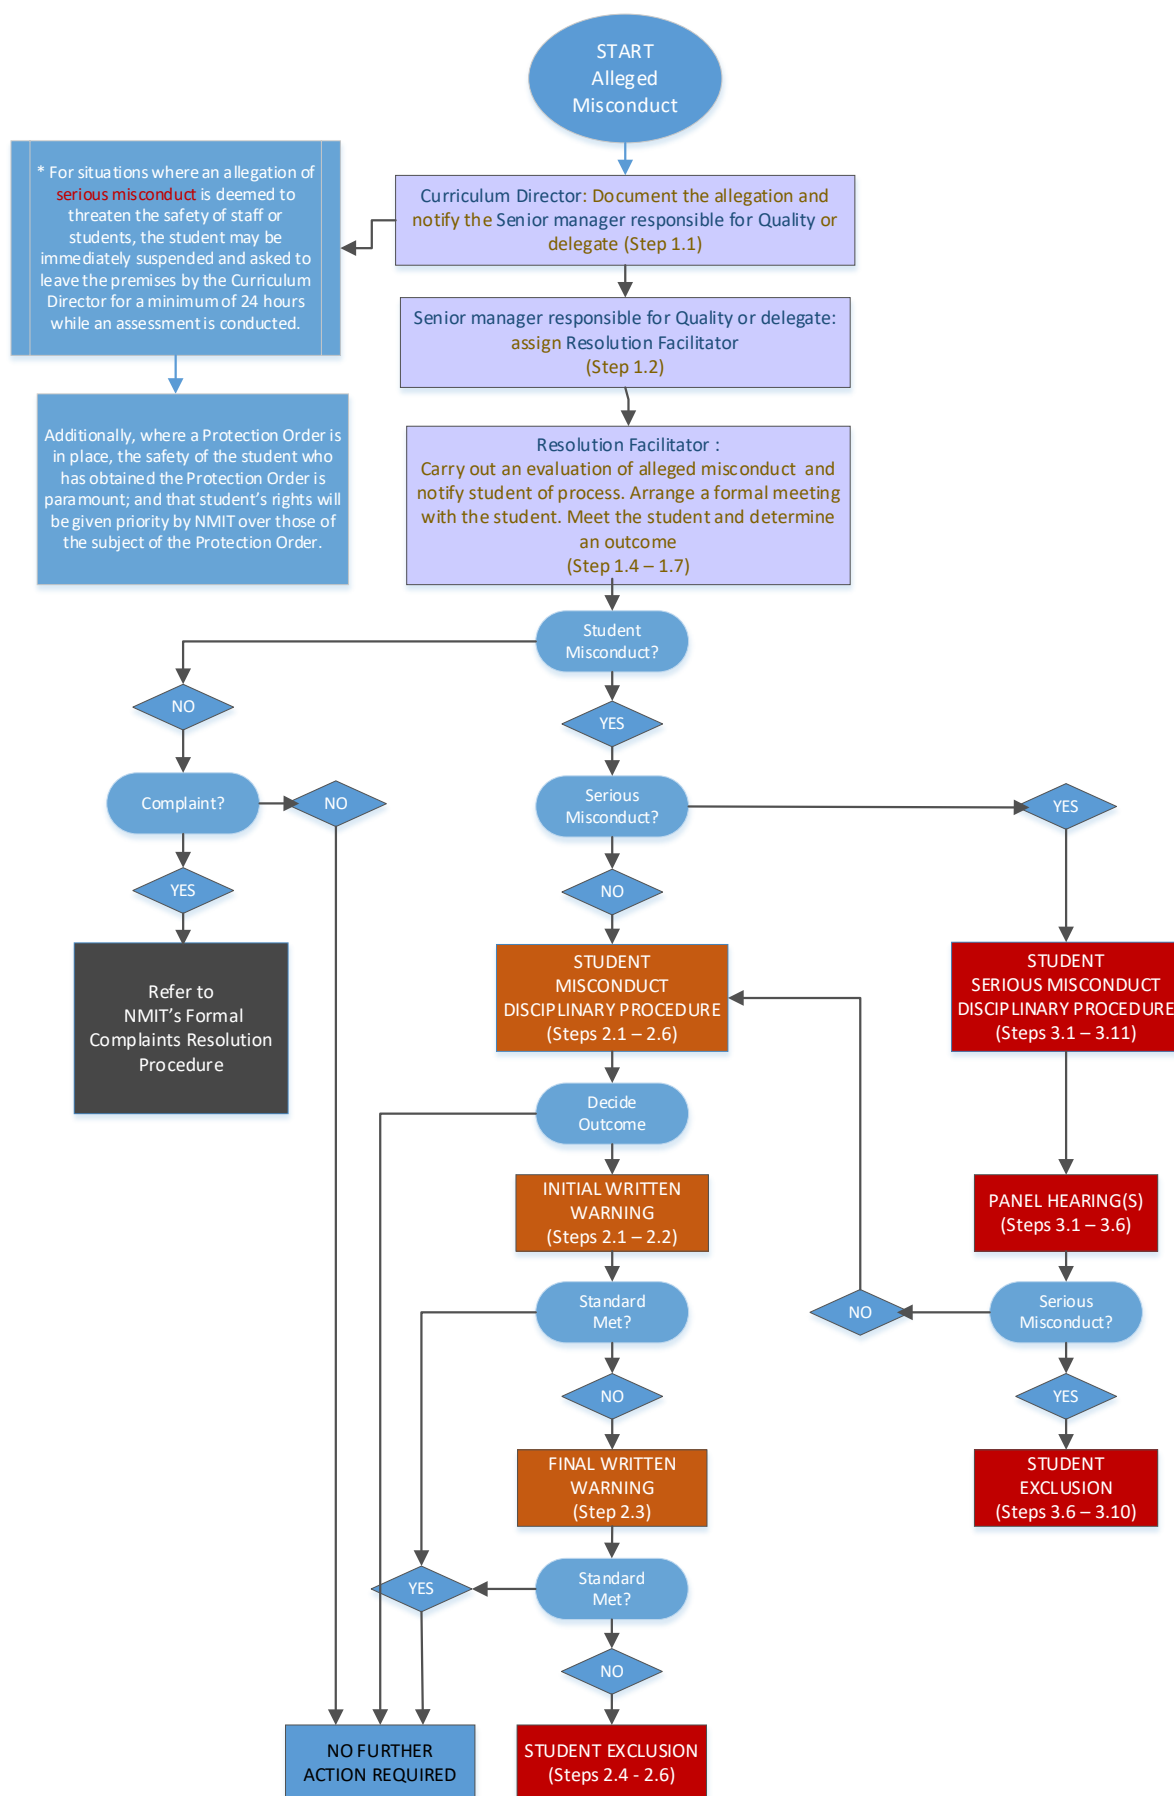 START
Alleged
Misconduct
* For situations where an allegation of
serious misconduct is deemed to
threaten the safety of staff or
students, the student may be
immediately suspended and asked to
leave the premises by the Curriculum
Director for a minimum of 24 hours
while an assessment is conducted.
Curriculum Director: Document the allegation and
notify the Senior manager responsible for Quality or
delegate (Step 1.1)
Senior manager responsible for Quality or delegate:
assign Resolution Facilitator
(Step 1.2)
Additionally, where a Protection Order is
in place, the safety of the student who
has obtained the Protection Order is
paramount; and that student's rights will
be given priority by NMIT over those of
the subject of the Protection Order.
Resolution Facilitator :
Carry out an evaluation of alleged misconduct and
notify student of process. Arrange a formal meeting
with the student. Meet the student and determine
an outcome
(Step 1.4 – 1.7)
Student
Misconduct?
NO
YES
Complaint?
NO
Serious
Misconduct?
YES
YES
NO
Refer to
NMIT's Formal
Complaints Resolution
Procedure
STUDENT
MISCONDUCT
DISCIPLINARY PROCEDURE
(Steps 2.1 – 2.6)
STUDENT
SERIOUS MISCONDUCT
DISCIPLINARY PROCEDURE
(Steps 3.1 – 3.11)
Decide
Outcome
INITIAL WRITTEN
WARNING
(Steps 2.1 – 2.2)
PANEL HEARING(S)
(Steps 3.1 – 3.6)
Standard
Met?
NO
Serious
Misconduct?
NO
YES
FINAL WRITTEN
WARNING
(Step 2.3)
STUDENT
EXCLUSION
(Steps 3.6 – 3.10)
YES
Standard
Met?
NO
NO FURTHER
ACTION REQUIRED
STUDENT EXCLUSION
(Steps 2.4 - 2.6)